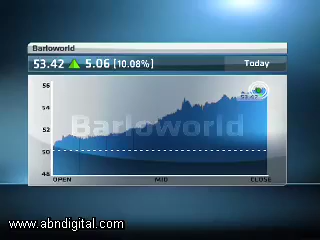 Barloworld
53.42 5.06 [10.08%] Today
56
54
53.42
52
Barloworld
50
48
OPEN MID CLOSE
www.abndigital.com